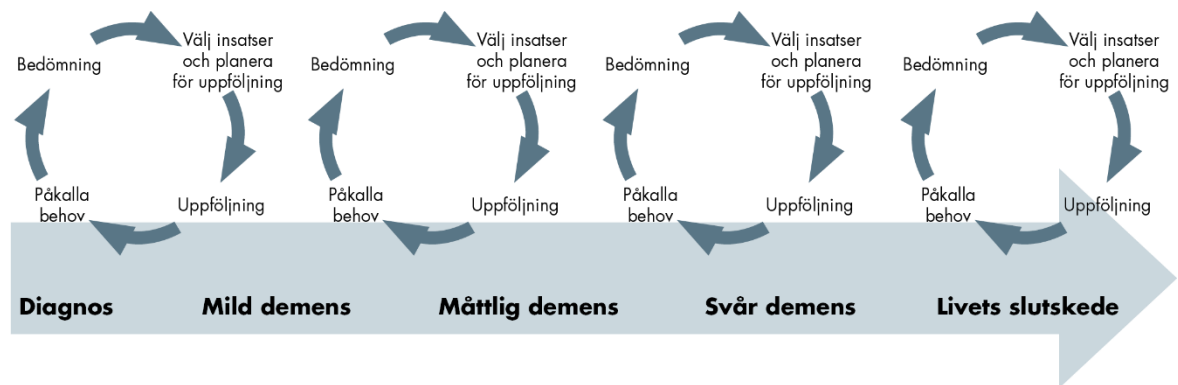 Bedömning
Välj insatser
och planera
för uppföljning
Påkalla
behov
Uppföljning
Bedömning
Välj insatser
och planera
för uppföljning
Påkalla
behov
Uppföljning
Bedömning
Välj insatser
och planera
för uppföljning
Påkalla
behov
Uppföljning
Bedömning
Välj insatser
och planera
för uppföljning
Påkalla
behov
Uppföljning
Diagnos
Mild demens
Måttlig demens
Svår demens
Livets slutskede